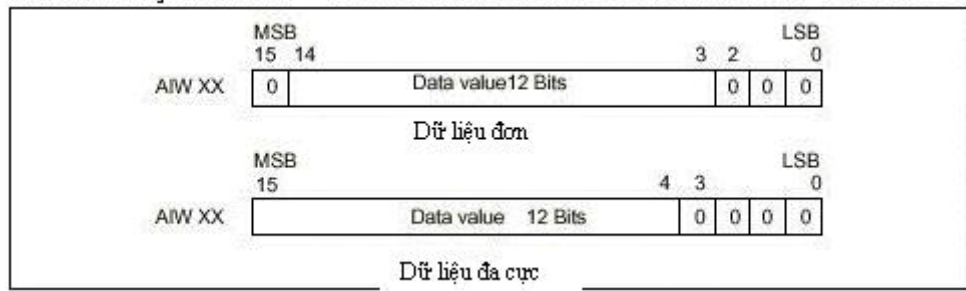 MSB LSB
15 14 3 2 0
AIW XX 0 Data value12 Bits 0 0 0
Dữ liệu đơn
MSB LSB
15 4 3 0
AIW XX Data value 12 Bits 0 0 0 0
Dữ liệu đa cực